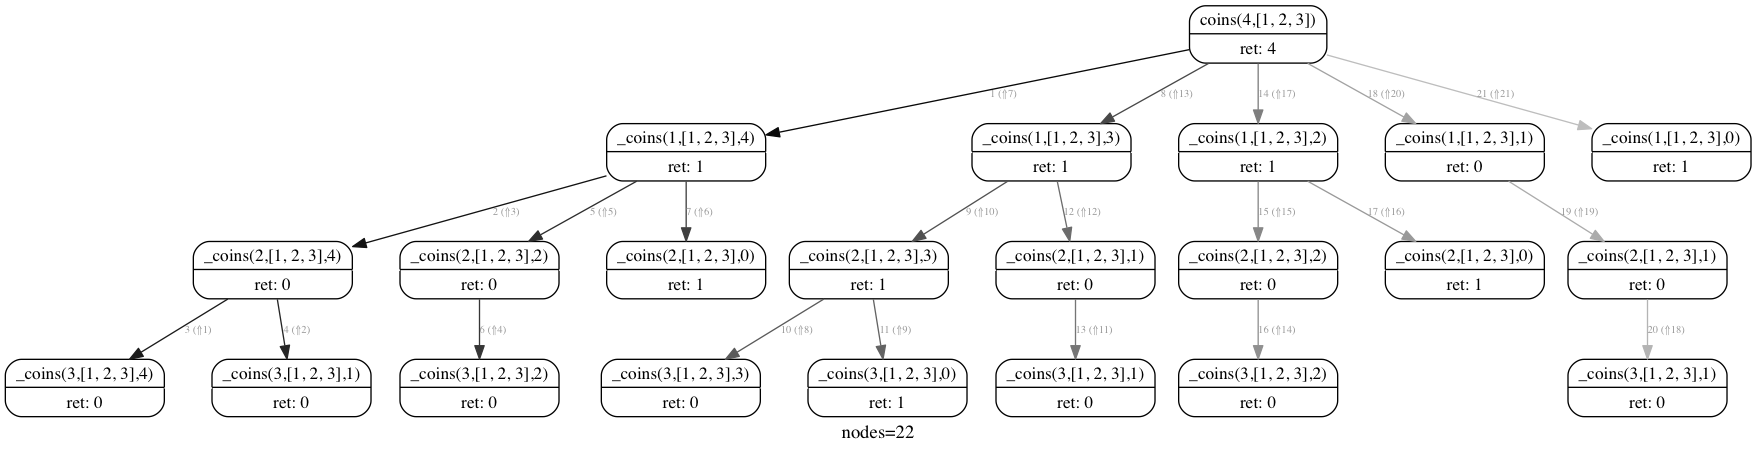 coins(4,[1, 2, 3])
ret: 4
1 (⇑7)
8 (⇑13)
14 (⇑17)
18 (⇑20)
21 (⇑21)
_coins(1,[1, 2, 3],4)
ret: 1
_coins(1,[1, 2, 3],3)
ret: 1
_coins(1,[1, 2, 3],2)
ret: 1
_coins(1,[1, 2, 3],1)
ret: 0
_coins(1,[1, 2, 3],0)
ret: 1
2 (⇑3)
5 (⇑5)
7 (⇑6)
9 (⇑10)
12 (⇑12)
15 (⇑15)
17 (⇑16)
19 (⇑19)
_coins(2,[1, 2, 3],4)
ret: 0
_coins(2,[1, 2, 3],2)
ret: 0
_coins(2,[1, 2, 3],0)
ret: 1
_coins(2,[1, 2, 3],3)
ret: 1
_coins(2,[1, 2, 3],1)
ret: 0
_coins(2,[1, 2, 3],2)
ret: 0
_coins(2,[1, 2, 3],0)
ret: 1
_coins(2,[1, 2, 3],1)
ret: 0
3 (⇑1)
4 (⇑2)
6 (⇑4)
10 (⇑8)
11 (⇑9)
13 (⇑11)
16 (⇑14)
20 (⇑18)
_coins(3,[1, 2, 3],4)
ret: 0
_coins(3,[1, 2, 3],1)
ret: 0
_coins(3,[1, 2, 3],2)
ret: 0
_coins(3,[1, 2, 3],3)
ret: 0
_coins(3,[1, 2, 3],0)
ret: 1
_coins(3,[1, 2, 3],1)
ret: 0
_coins(3,[1, 2, 3],2)
ret: 0
_coins(3,[1, 2, 3],1)
ret: 0
nodes=22